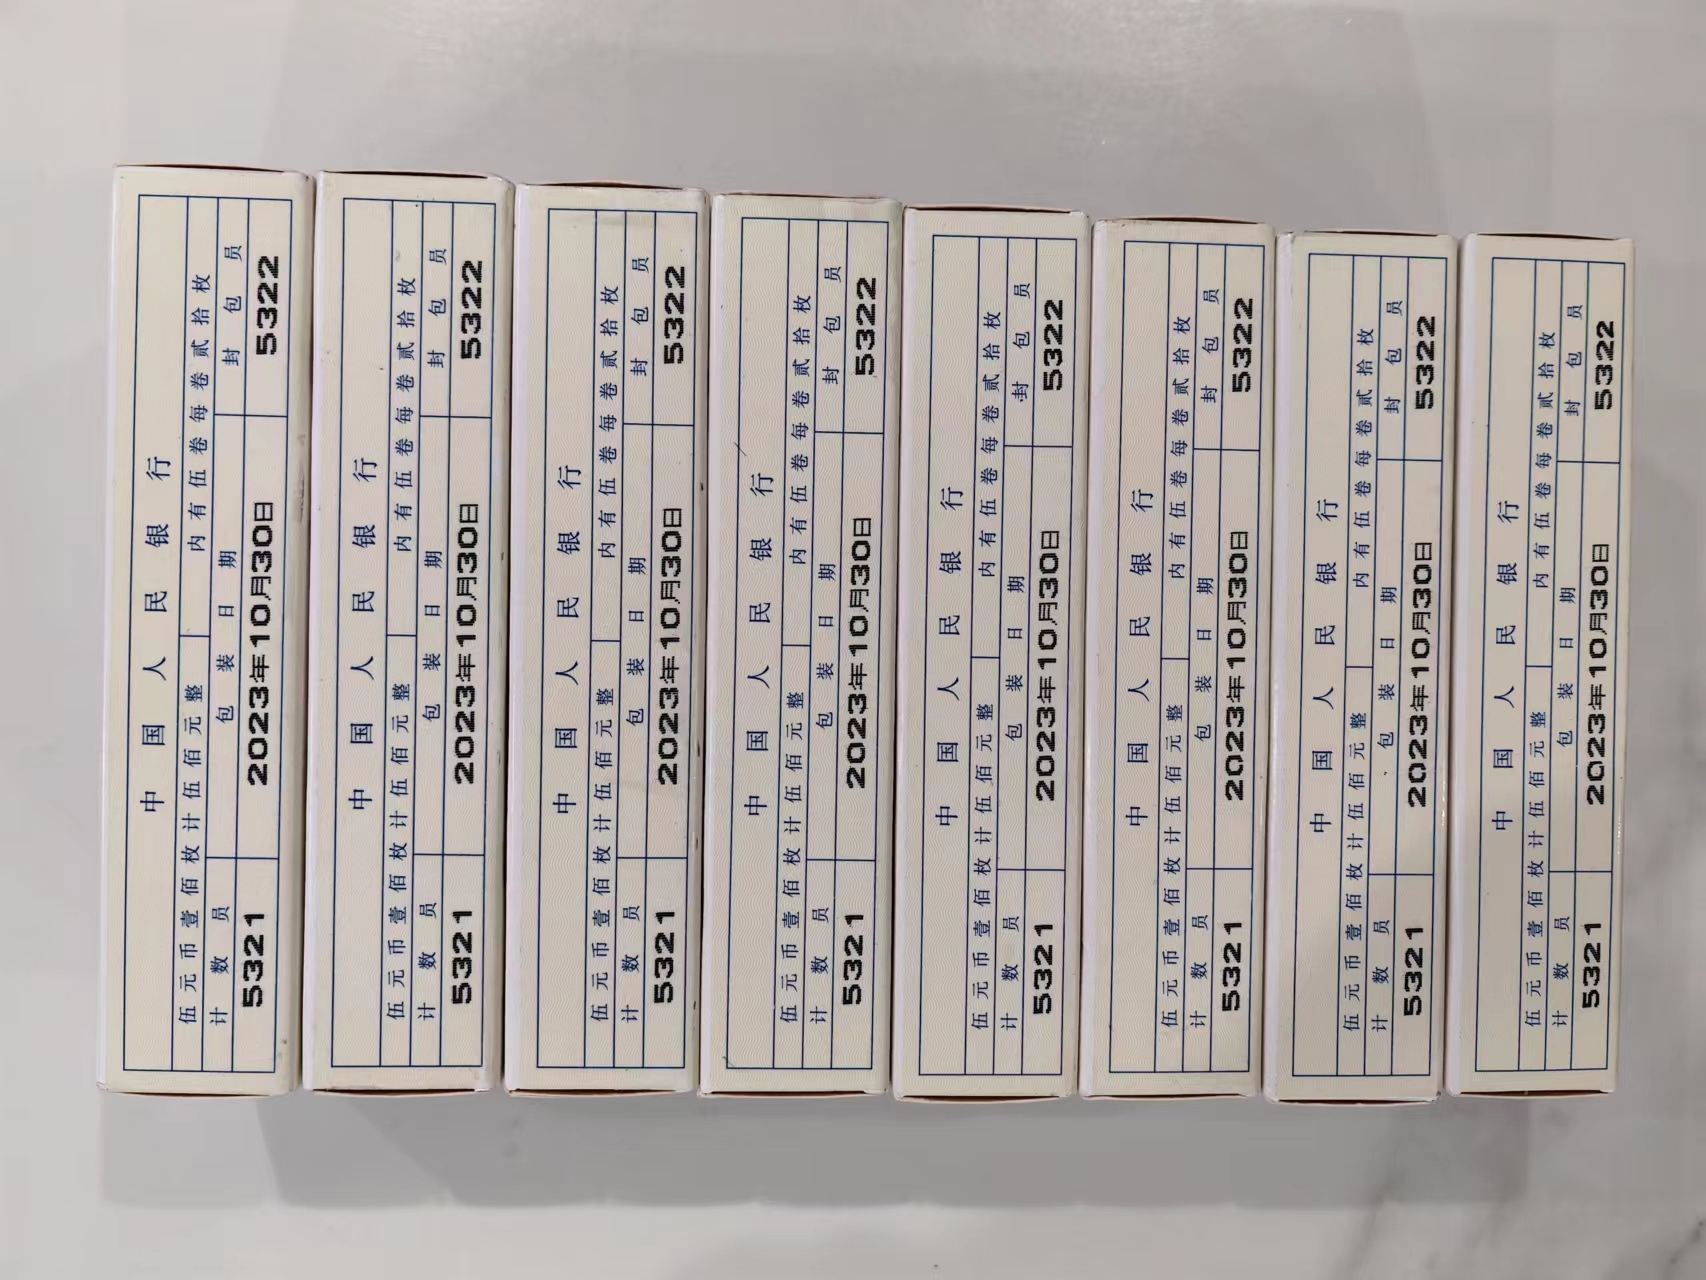 中国人民银行
伍元币壹佰枚计伍佰元整 内有伍卷每卷贰拾枚
计数员 包装日期 封包员
5321 2023年10月30日 5322
中国人民银行
伍元币壹佰枚计伍佰元整 内有伍卷每卷贰拾枚
计数员 包装日期 封包员
5321 2023年10月30日 5322
中国人民银行
伍元币壹佰枚计伍佰元整 内有伍卷每卷贰拾枚
计数员 包装日期 封包员
5321 2023年10月30日 5322
中国人民银行
伍元币壹佰枚计伍佰元整 内有伍卷每卷贰拾枚
计数员 包装日期 封包员
5321 2023年10月30日 5322
中国人民银行
伍元币壹佰枚计伍佰元整 内有伍卷每卷贰拾枚
计数员 包装日期 封包员
5321 2023年10月30日 5322
中国人民银行
伍元币壹佰枚计伍佰元整 内有伍卷每卷贰拾枚
计数员 包装日期 封包员
5321 2023年10月30日 5322
中国人民银行
伍元币壹佰枚计伍佰元整 内有伍卷每卷贰拾枚
计数员 包装日期 封包员
5321 2023年10月30日 5322
中国人民银行
伍元币壹佰枚计伍佰元整 内有伍卷每卷贰拾枚
计数员 包装日期 封包员
5321 2023年10月30日 5322